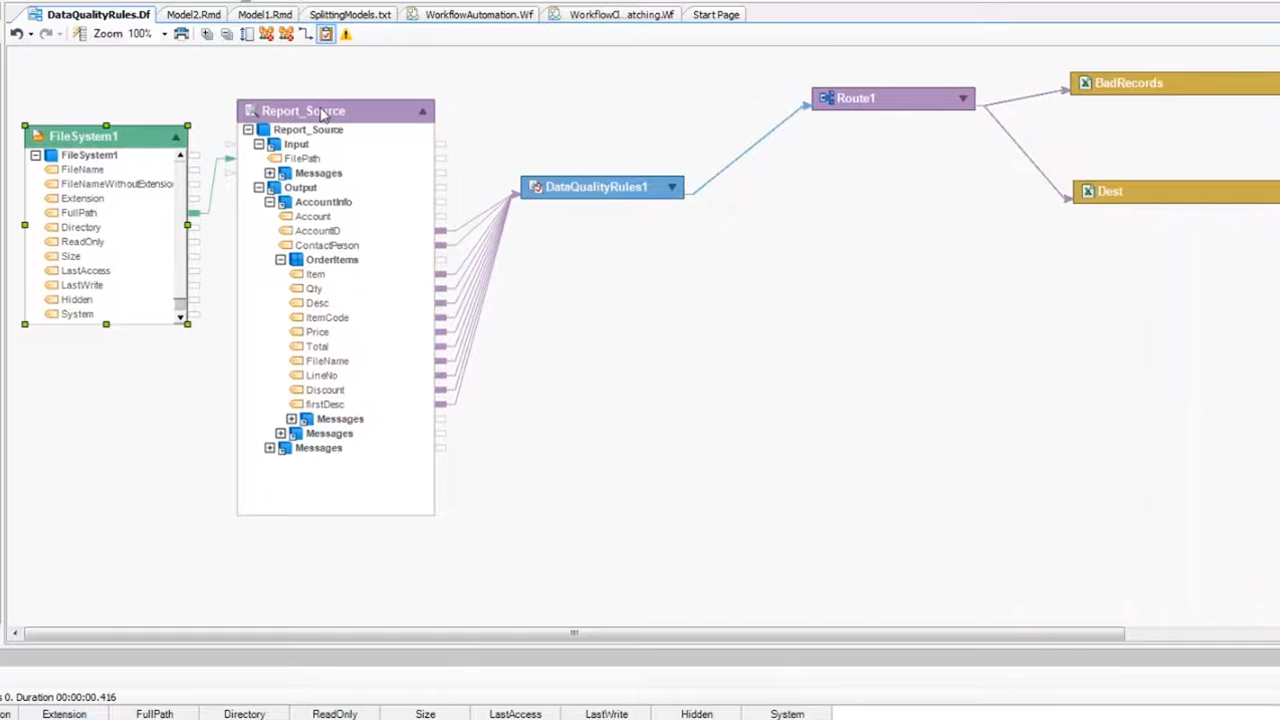 DataQualityRules.Df Model2.Rmd Model1.Rmd SplittingModels.txt WorkflowAutomation.Wf WorkflowCl...atching.Wf Start Page
Zoom 100%
FileSystem1
FileSystem1
FileName
FileNameWithoutExtensio
Extension
FullPath
Directory
ReadOnly
Size
LastAccess
LastWrite
Hidden
System
Report_Source
Report_Source
Input
FilePath
Messages
Output
AccountInfo
Account
AccountID
ContactPerson
OrderItems
Item
Qty
Desc
ItemCode
Price
Total
FileName
LineNo
Discount
firstDesc
Messages
Messages
Messages
DataQualityRules1
Route1
BadRecords
Dest
s 0. Duration 00:00:00.416
on Extension FullPath Directory ReadOnly Size LastAccess LastWrite Hidden System